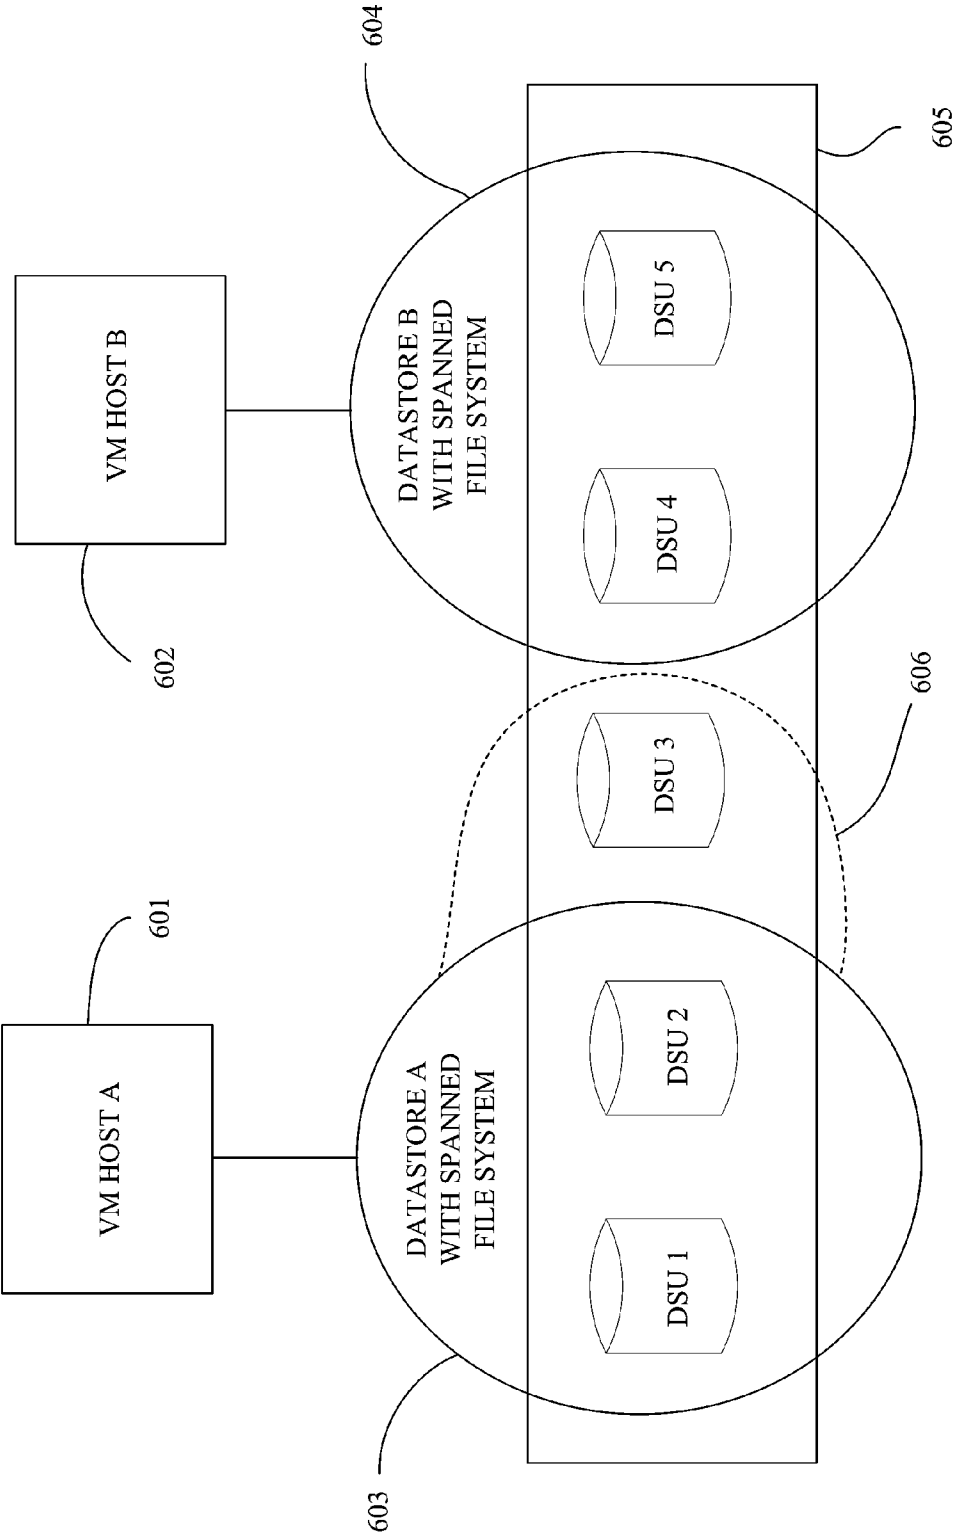 VM HOST A
601
VM HOST B
602
604
603
DATASTORE A
WITH SPANNED
FILE SYSTEM
DATASTORE B
WITH SPANNED
FILE SYSTEM
DSU 1
DSU 2
DSU 3
DSU 4
DSU 5
606
605